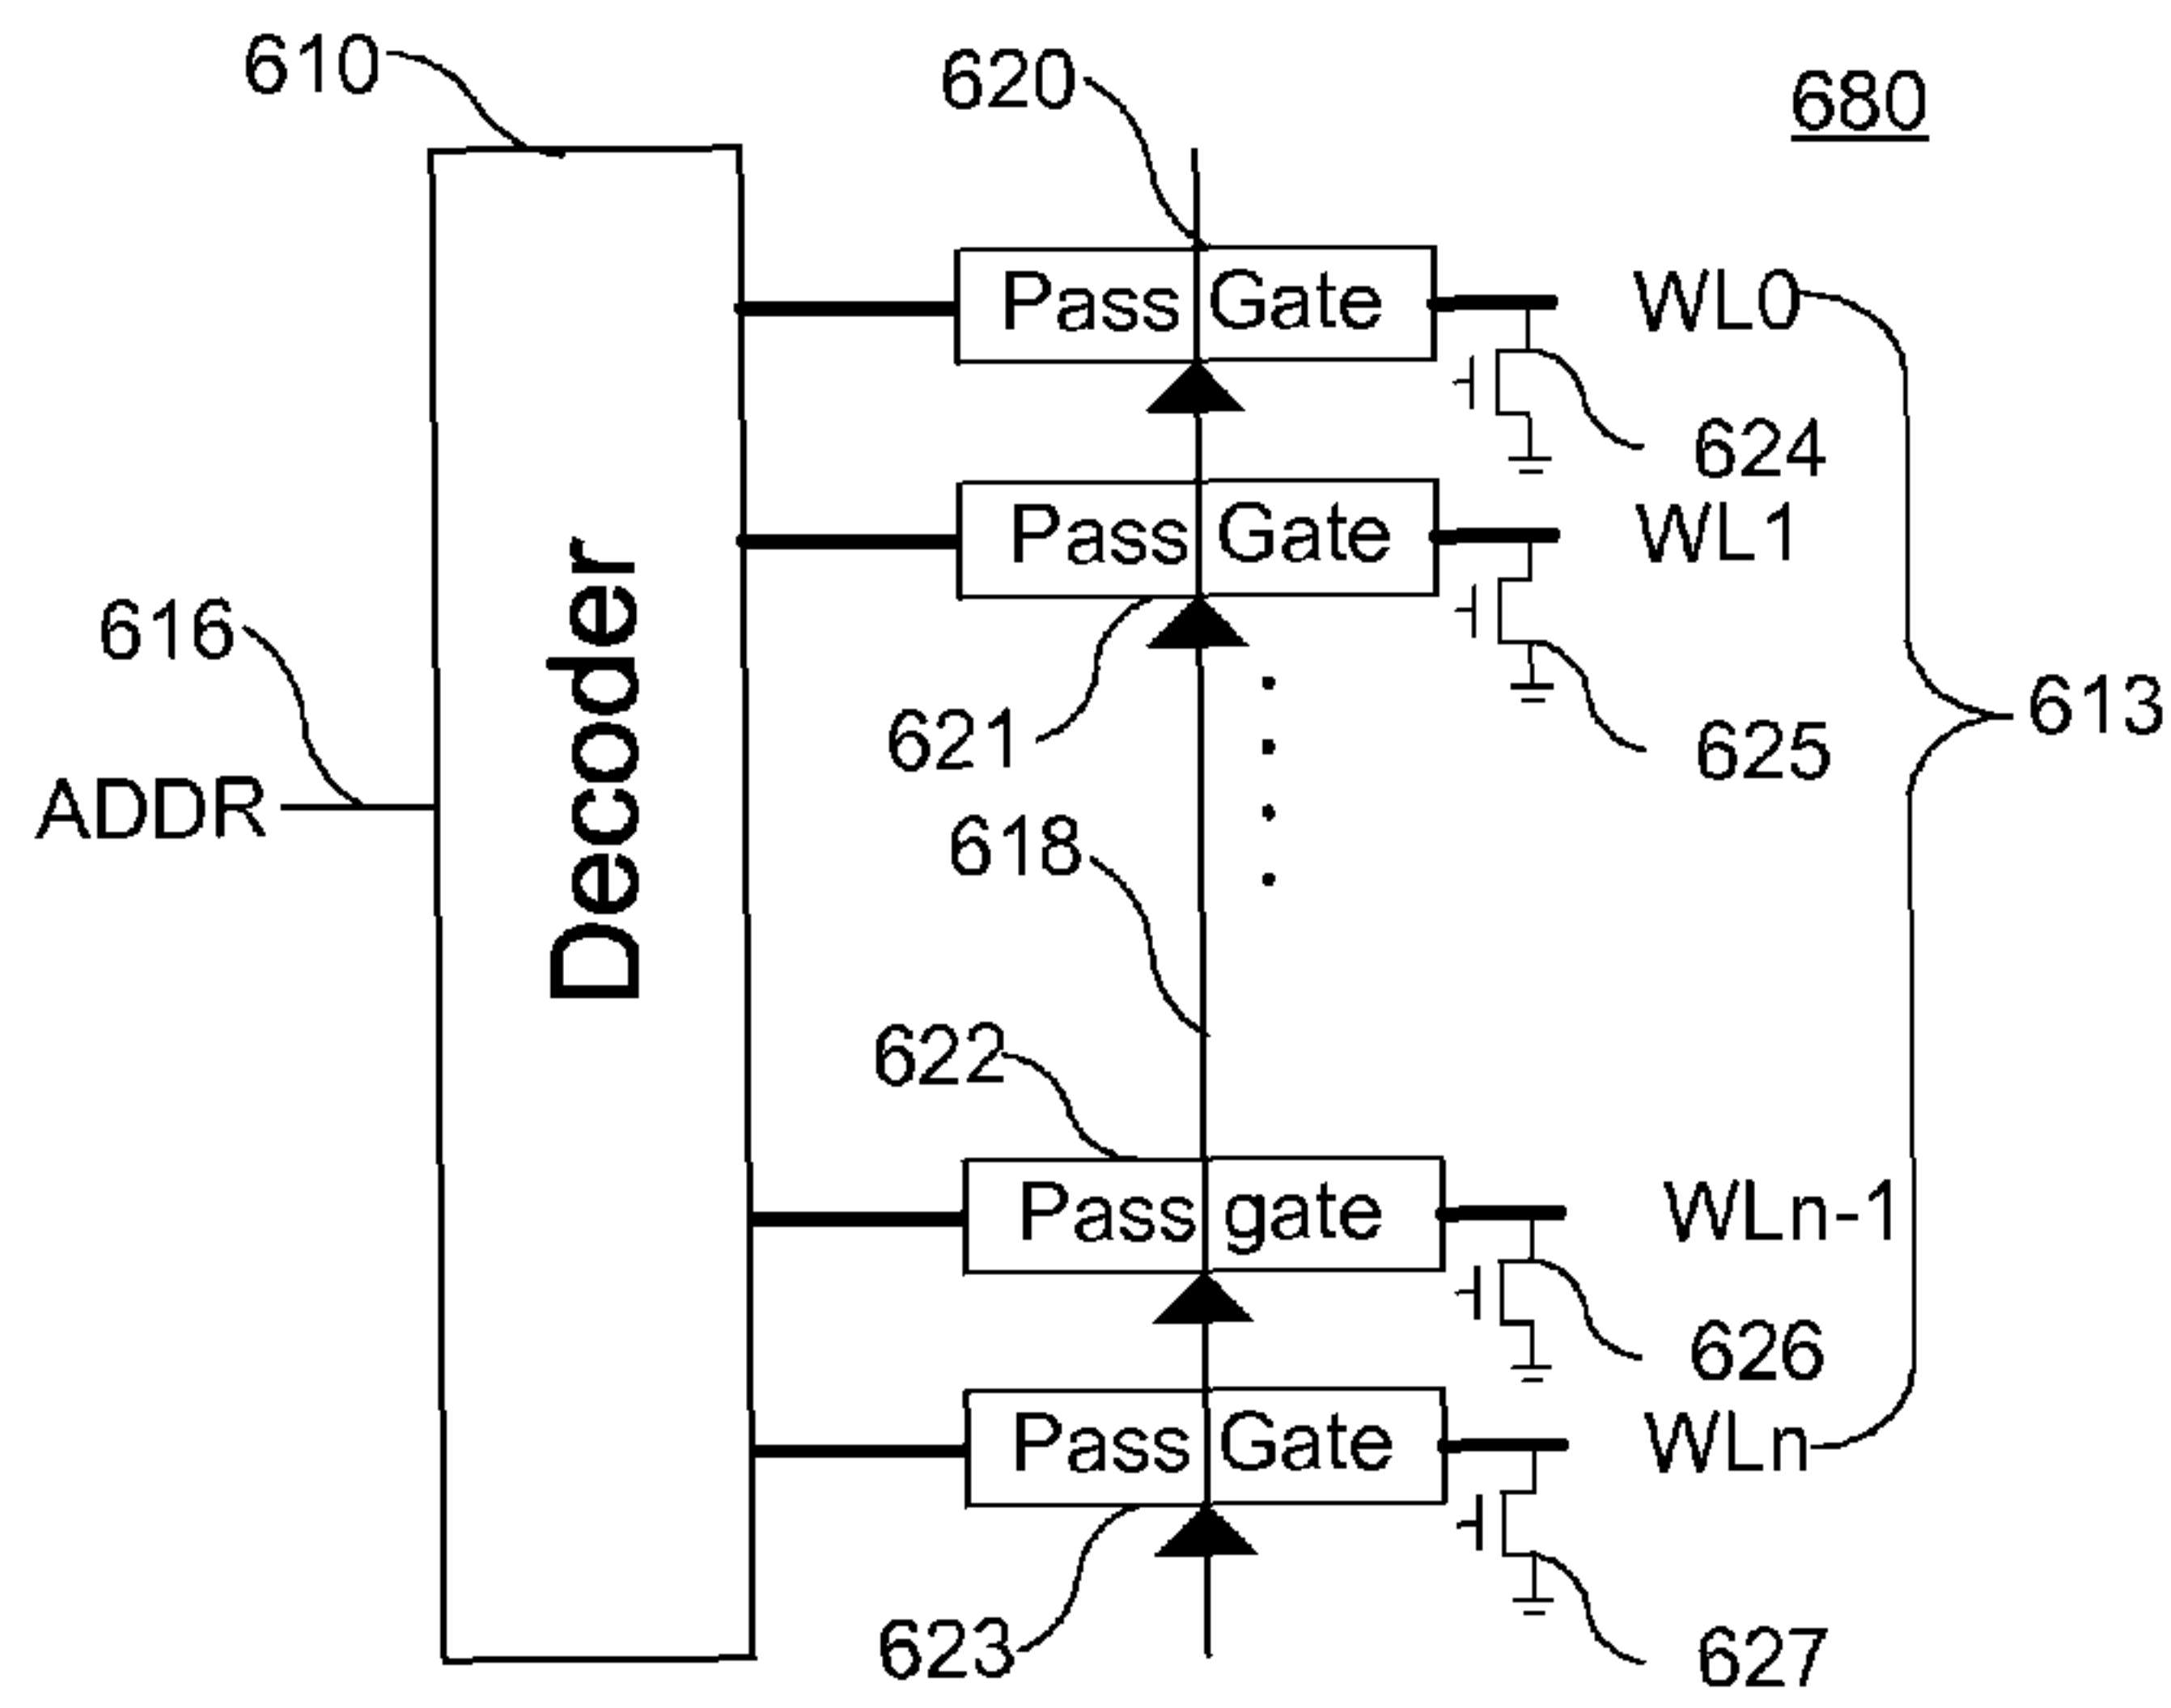 610
620
680
Pass Gate
WL0
624
Pass Gate
WL1
616
621
625
613
ADDR
Decoder
618
622
Pass gate
WLn-1
626
Pass Gate
WLn
623
627